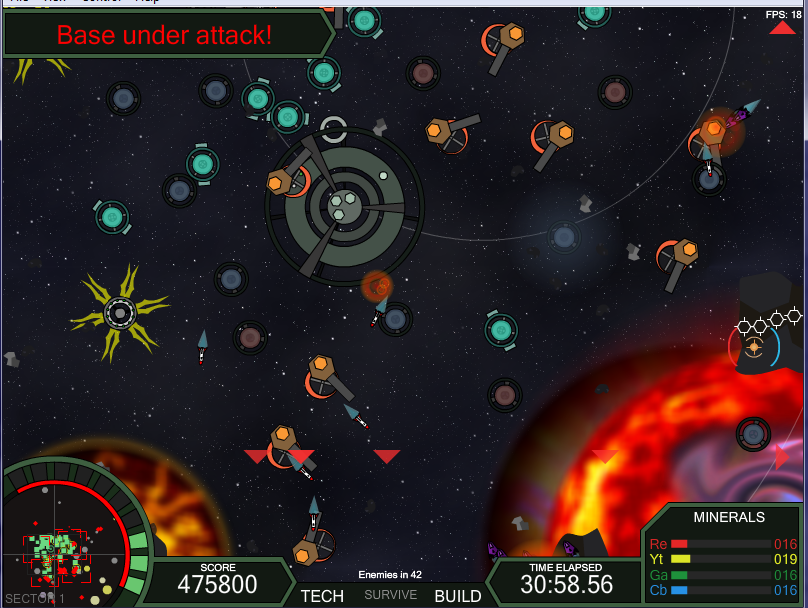 Base under attack!
FPS: 18
MINERALS
Re 016
Yt 019
Ga 016
Cb 016
SECTOR 1
SCORE
475800
Enemies in 42
TECH SURVIVE BUILD
TIME ELAPSED
30:58.56